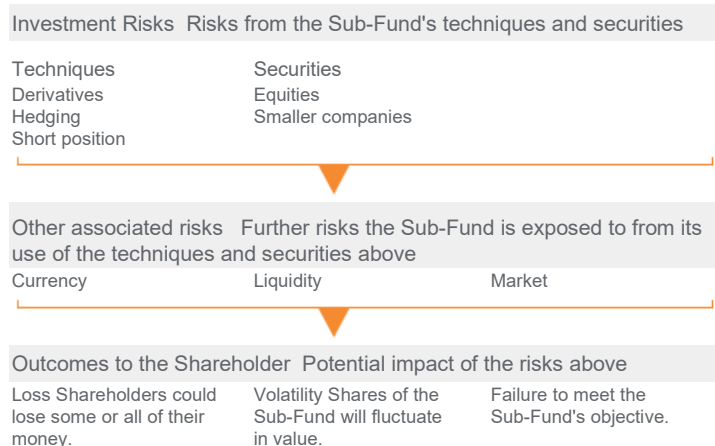 Investment Risks Risks from the Sub-Fund's techniques and securities
Techniques Securities
Derivatives Equities
Hedging Smaller companies
Short position
Other associated risks Further risks the Sub-Fund is exposed to from its
use of the techniques and securities above
Currency Liquidity Market
Outcomes to the Shareholder Potential impact of the risks above
Loss Shareholders could Volatility Shares of the Failure to meet the
lose some or all of their Sub-Fund will fluctuate Sub-Fund's objective.
money. in value.